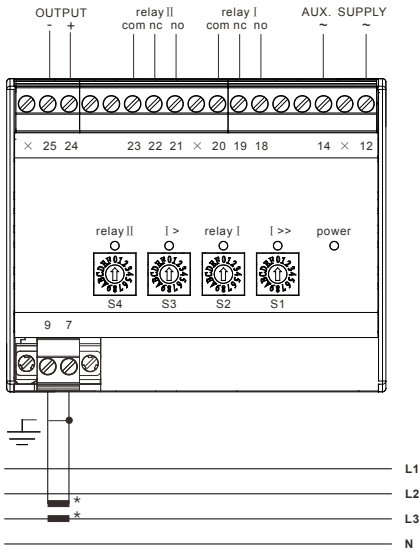 OUTPUT relay II relay I AUX. SUPPLY
- + com nc no com nc no ~ ~
× 25 24 23 22 21 × 20 19 18 14 × 12
relay II I > relay I I >> power
S4 S3 S2 S1
9 7
L1
L2
*
* L3
N